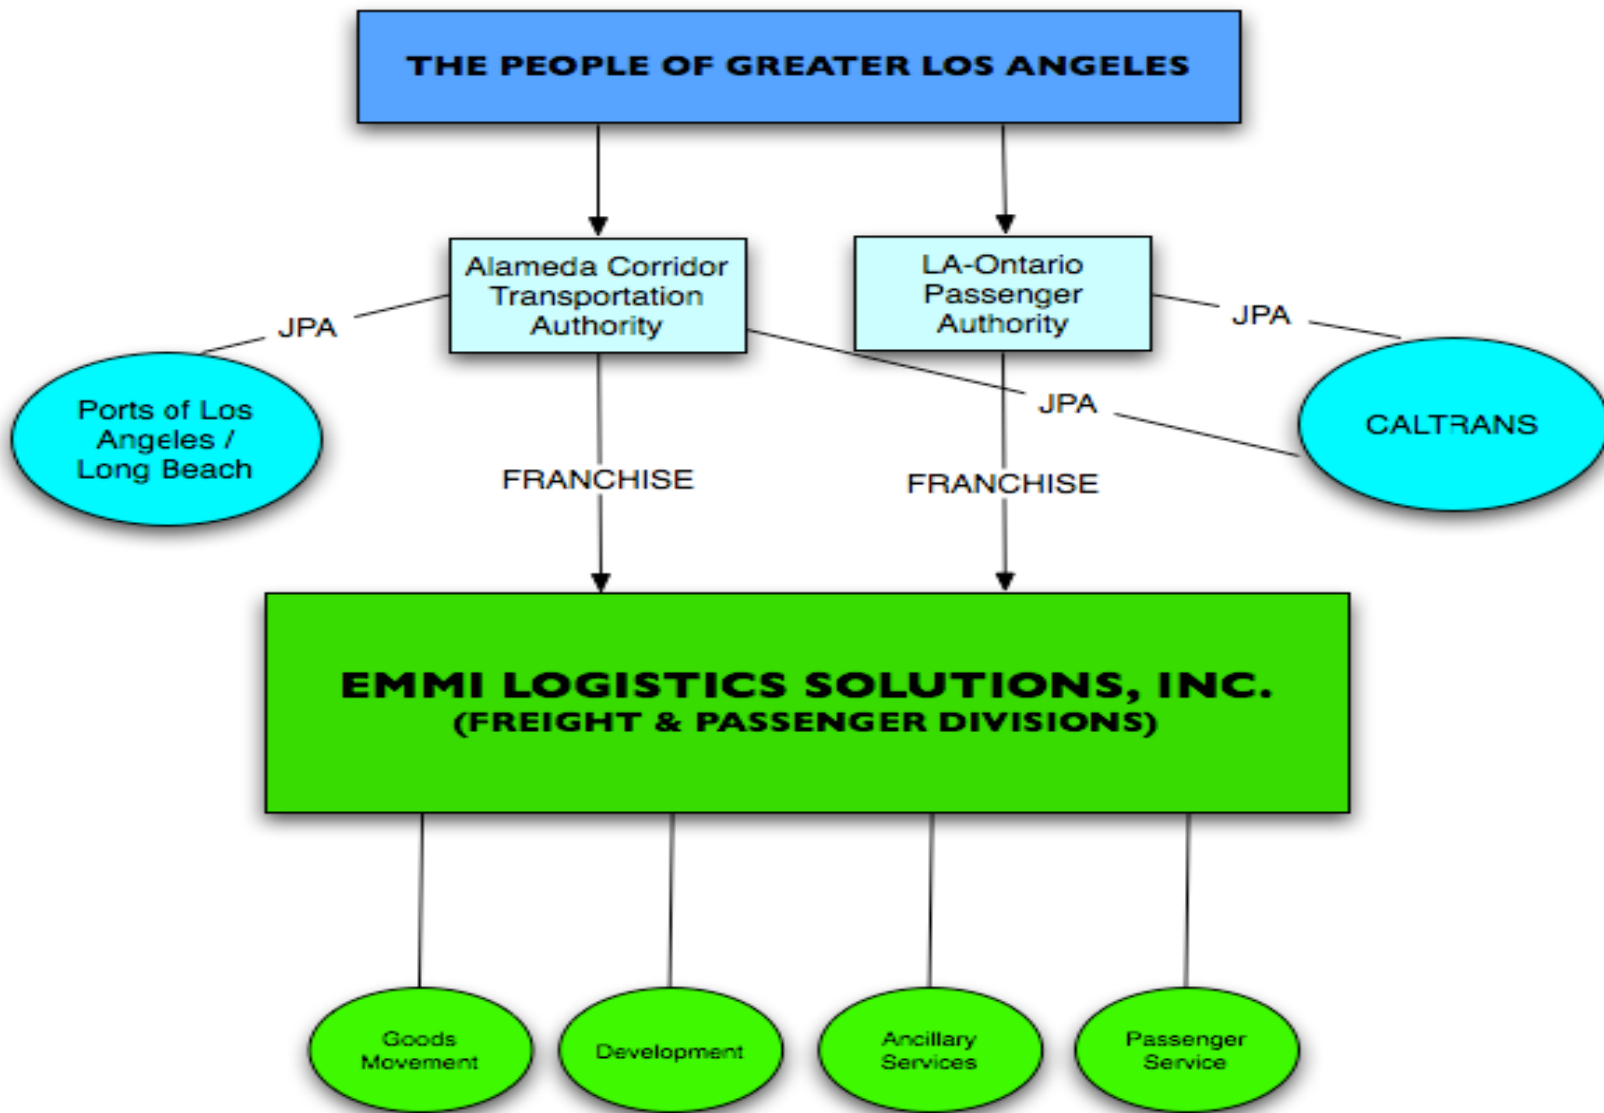 THE PEOPLE OF GREATER LOS ANGELES
Alameda Corridor
Transportation
Authority
LA-Ontario
Passenger
Authority
JPA
JPA
JPA
Ports of Los
Angeles /
Long Beach
CALTRANS
FRANCHISE
FRANCHISE
EMMI LOGISTICS SOLUTIONS, INC.
(FREIGHT & PASSENGER DIVISIONS)
Goods
Movement
Development
Ancillary
Services
Passenger
Service